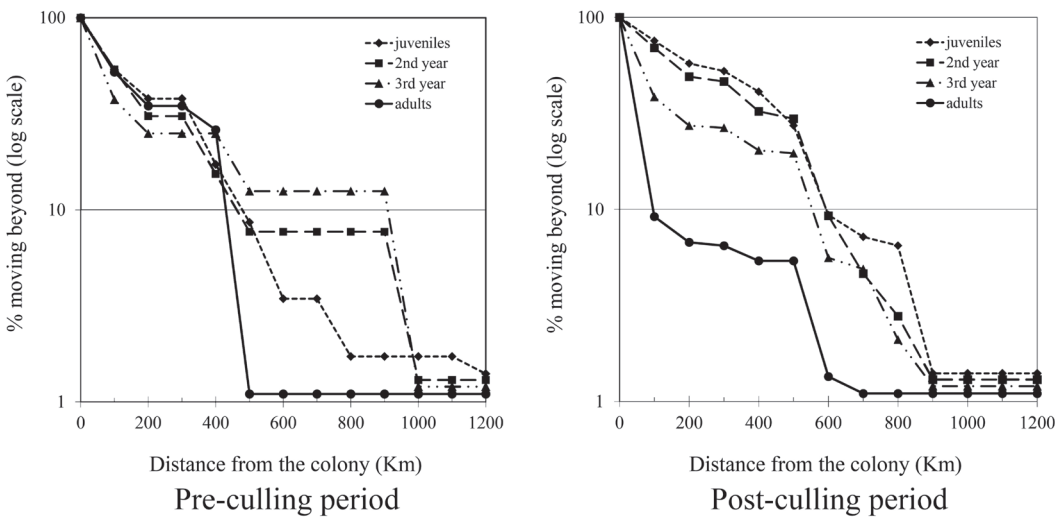 100
10
1
% moving beyond (log scale)
juveniles
2nd year
3rd year
adults
0 200 400 600 800 1000 1200
Distance from the colony (Km)
Pre-culling period
100
10
1
% moving beyond (log scale)
juveniles
2nd year
3rd year
adults
0 200 400 600 800 1000 1200
Distance from the colony (Km)
Post-culling period